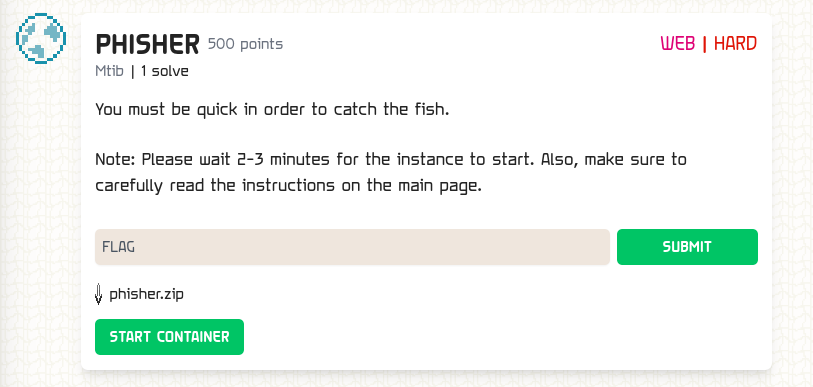 PHISHER 500 points WEB | HARD
Mtib | 1 solve
You must be quick in order to catch the fish.
Note: Please wait 2-3 minutes for the instance to start. Also, make sure to
carefully read the instructions on the main page.
FLAG SUBMIT
phisher.zip
START CONTAINER